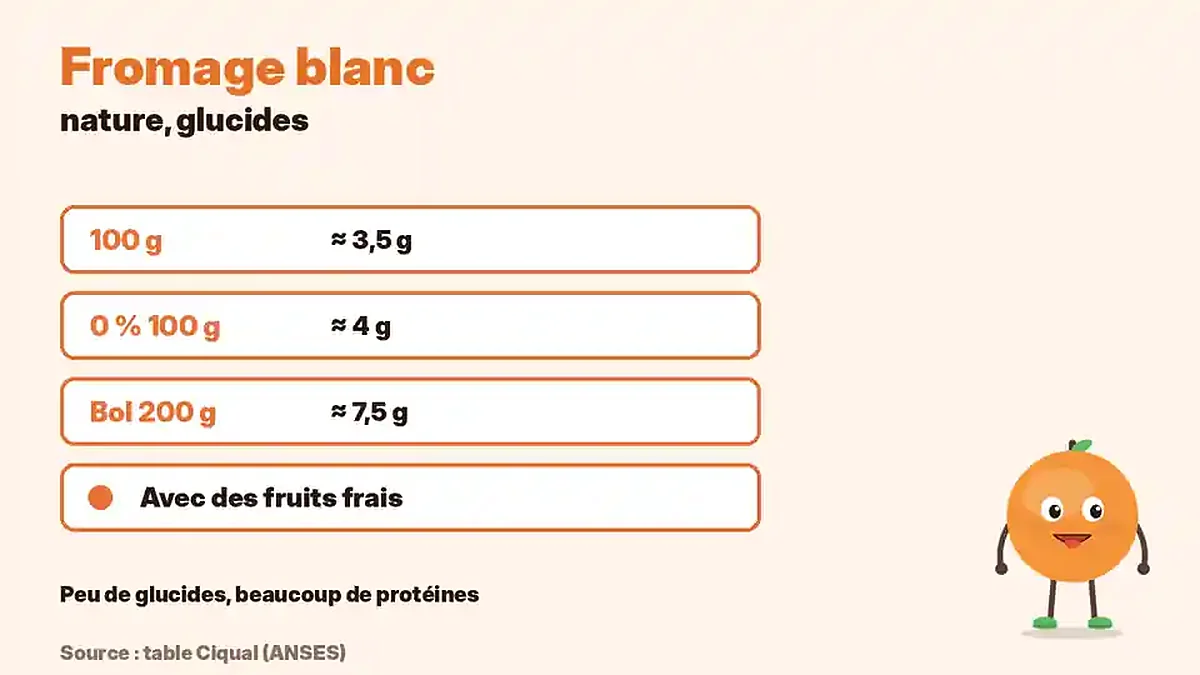 Fromage blanc
nature, glucides
100 g ≈ 3,5 g
0 % 100 g ≈ 4 g
Bol 200 g ≈ 7,5 g
Avec des fruits frais
Peu de glucides, beaucoup de protéines
Source : table Ciqual (ANSES)